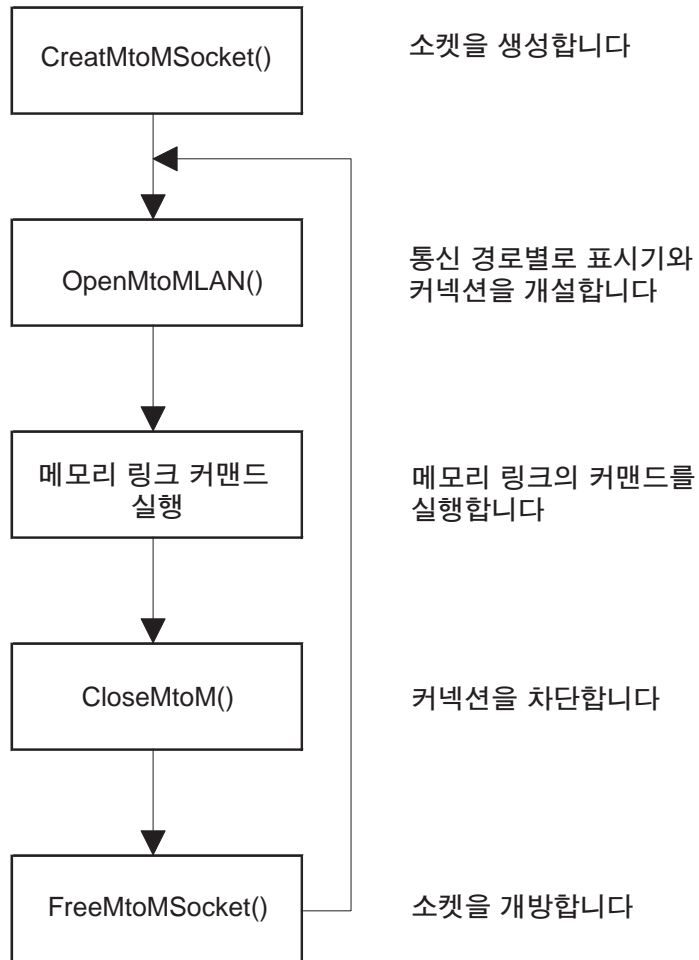 CreatMtoMSocket()
소켓을 생성합니다
OpenMtoMLAN()
통신 경로별로 표시기와
커넥션을 개설합니다
메모리 링크 커맨드
실행
메모리 링크의 커맨드를
실행합니다
CloseMtoM()
커넥션을 차단합니다
FreeMtoMSocket()
소켓을 개방합니다